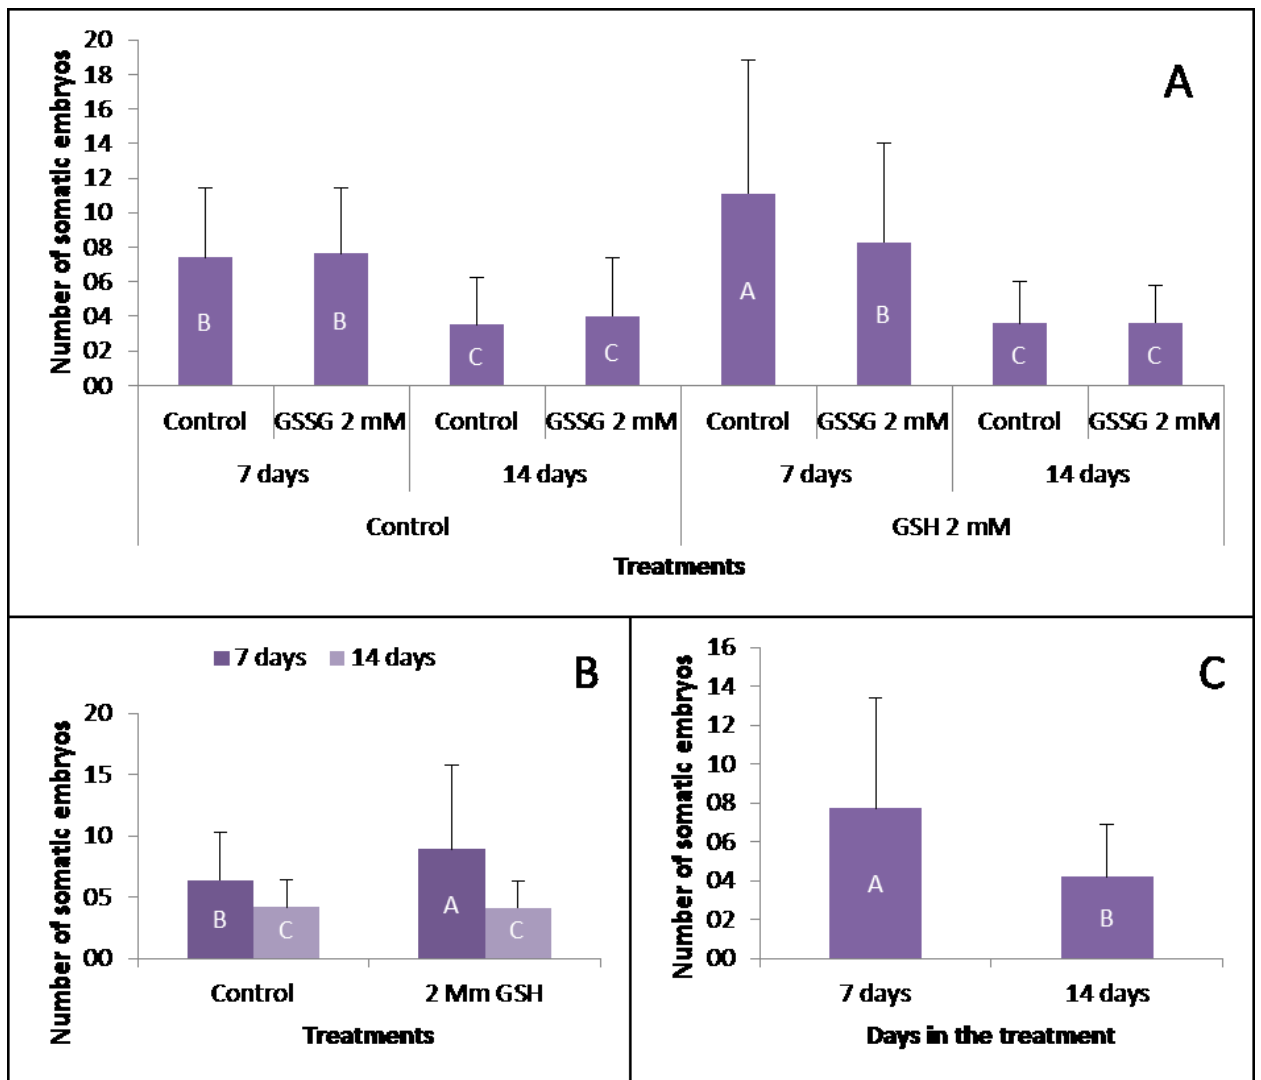 A
Number of somatic embryos
20
18
16
14
12
10
08
06
04
02
00
B
B
C
C
A
B
C
C
Control GSSG 2 mM Control GSSG 2 mM Control GSSG 2 mM Control GSSG 2 mM
7 days 14 days 7 days 14 days
Control GSH 2 mM
Treatments
B
7 days 14 days
Number of somatic embryos
20
15
10
05
00
B
C
A
C
Control 2 Mm GSH
Treatments
C
Number of somatic embryos
16
14
12
10
08
06
04
02
00
A
B
7 days 14 days
Days in the treatment